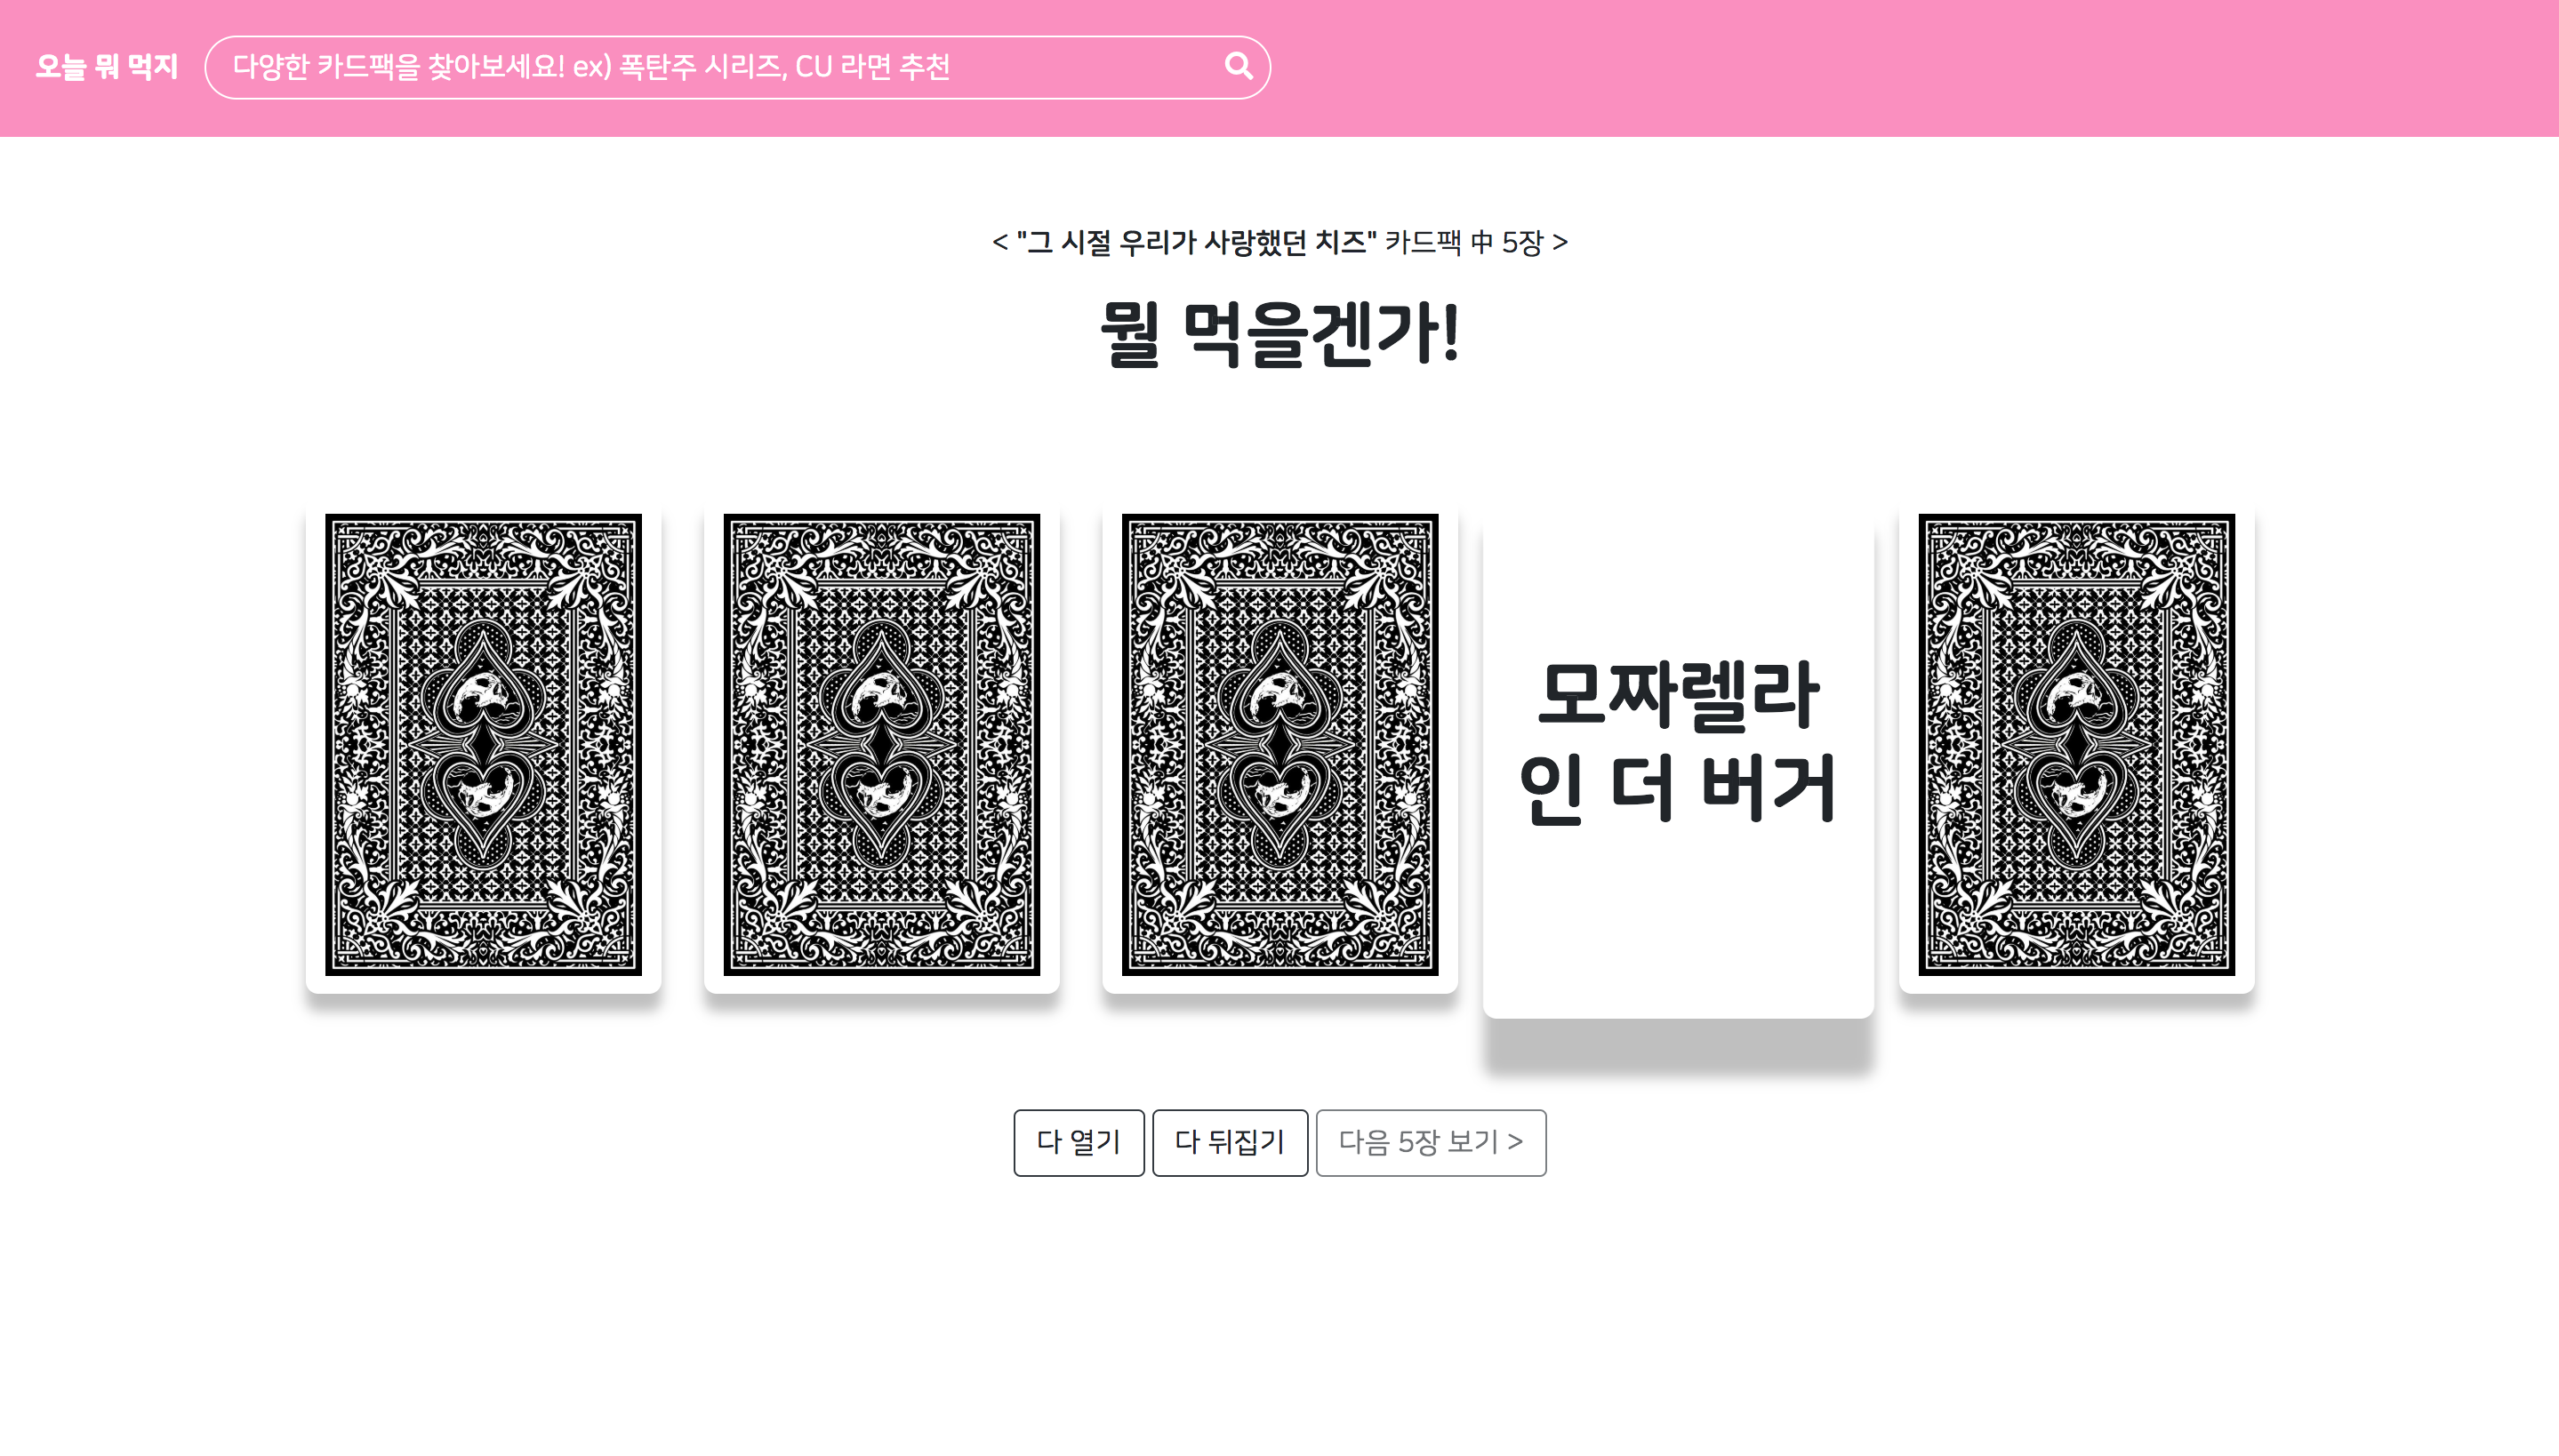 오늘 뭐 먹지
다양한 카드팩을 찾아보세요! ex) 폭탄주 시리즈, CU 라면 추천
< "그 시절 우리가 사랑했던 치즈" 카드팩 中 5장 >
뭘 먹을겐가!
모짜렐라
인 더 버거
다 열기
다 뒤집기
다음 5장 보기 >